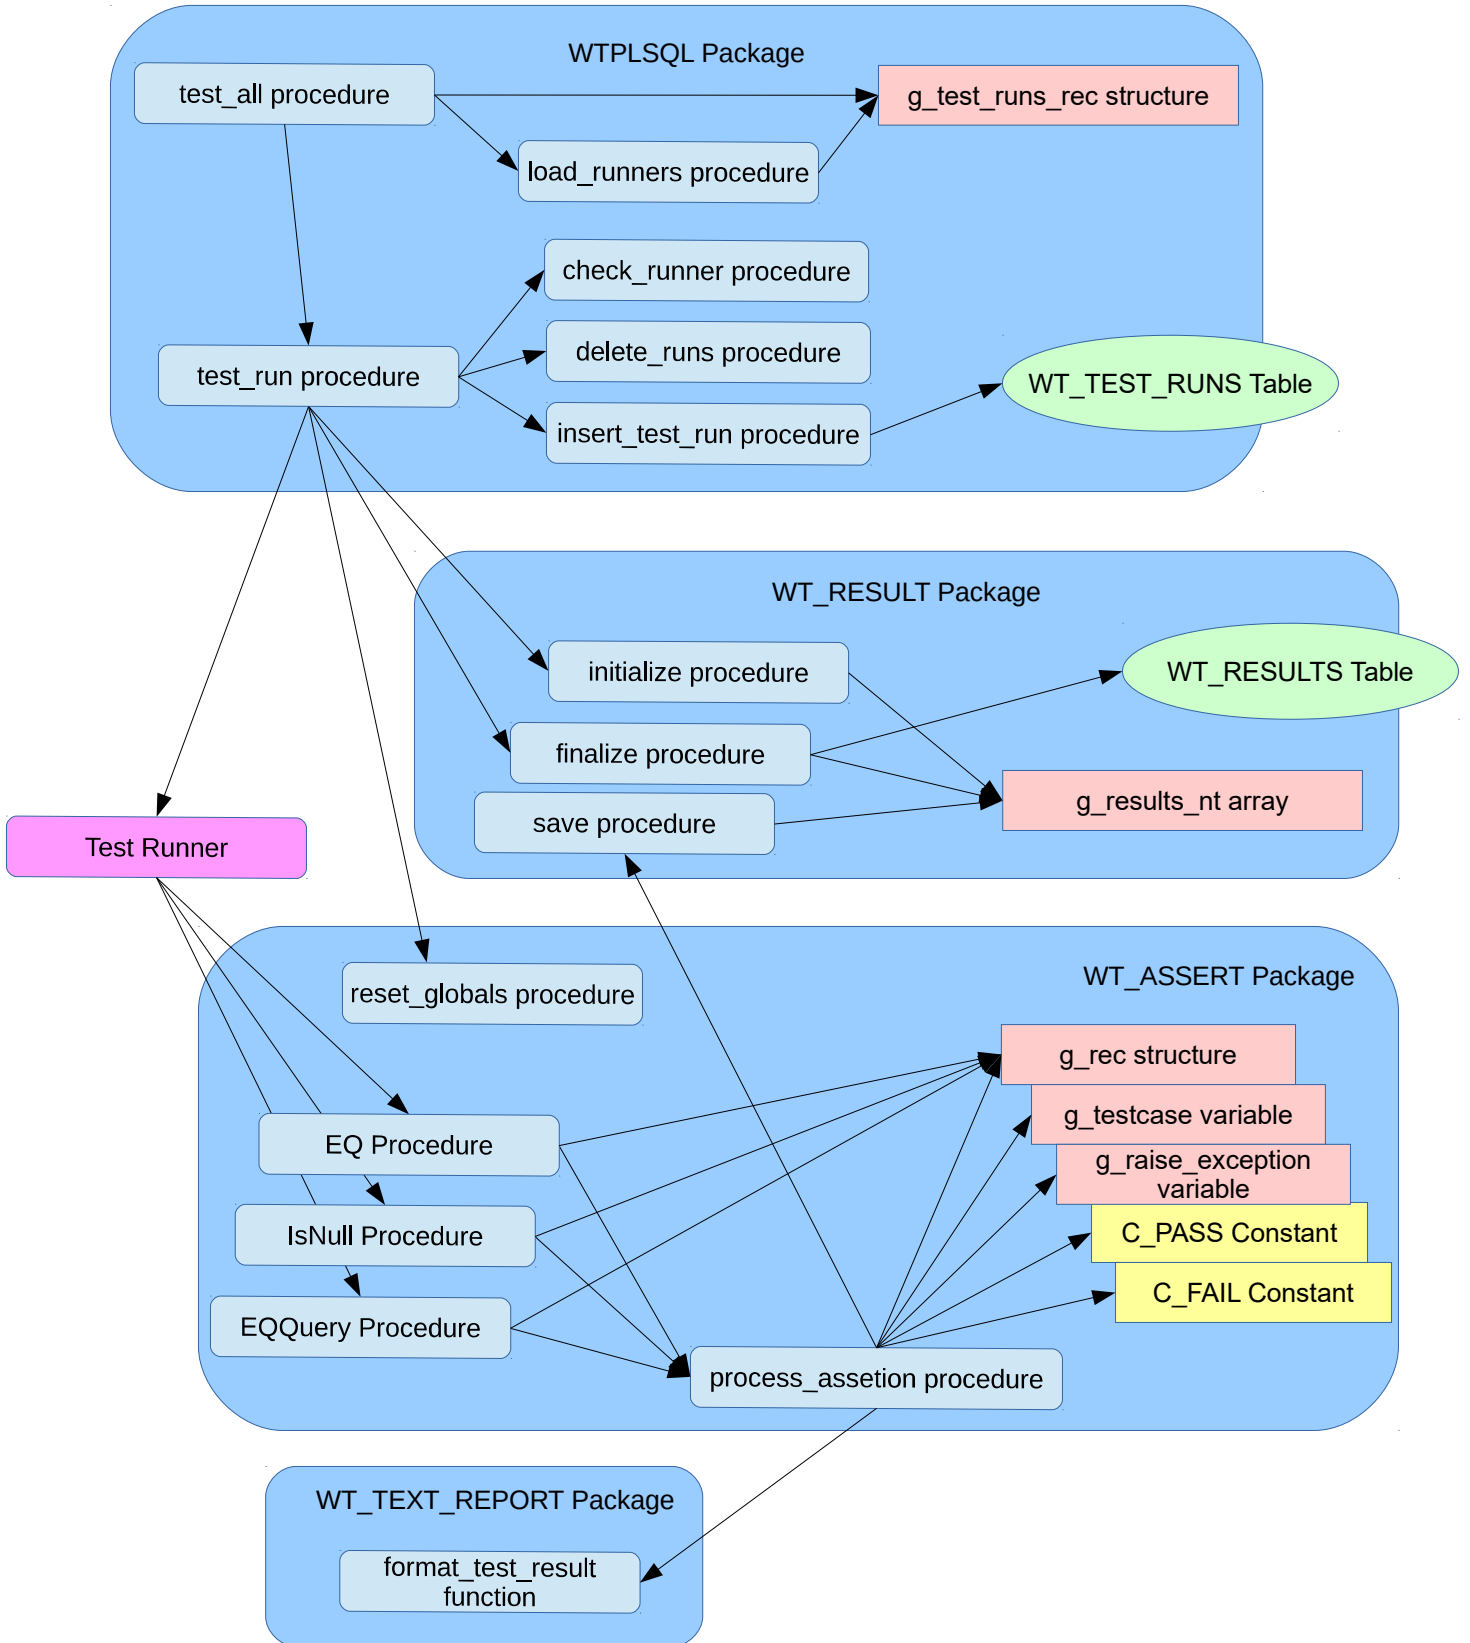 WTPLSQL Package
test_all procedure
g_test_runs_rec structure
load_runners procedure
check_runner procedure
delete_runs procedure
test_run procedure
WT_TEST_RUNS Table
insert_test_run procedure
WT_RESULT Package
initialize procedure
WT_RESULTS Table
finalize procedure
g_results_nt array
save procedure
Test Runner
WT_ASSERT Package
reset_globals procedure
g_rec structure
g_testcase variable
EQ Procedure
g_raise_exception
variable
IsNull Procedure
C_PASS Constant
C_FAIL Constant
EQQuery Procedure
process_assetion procedure
WT_TEXT_REPORT Package
format_test_result
function